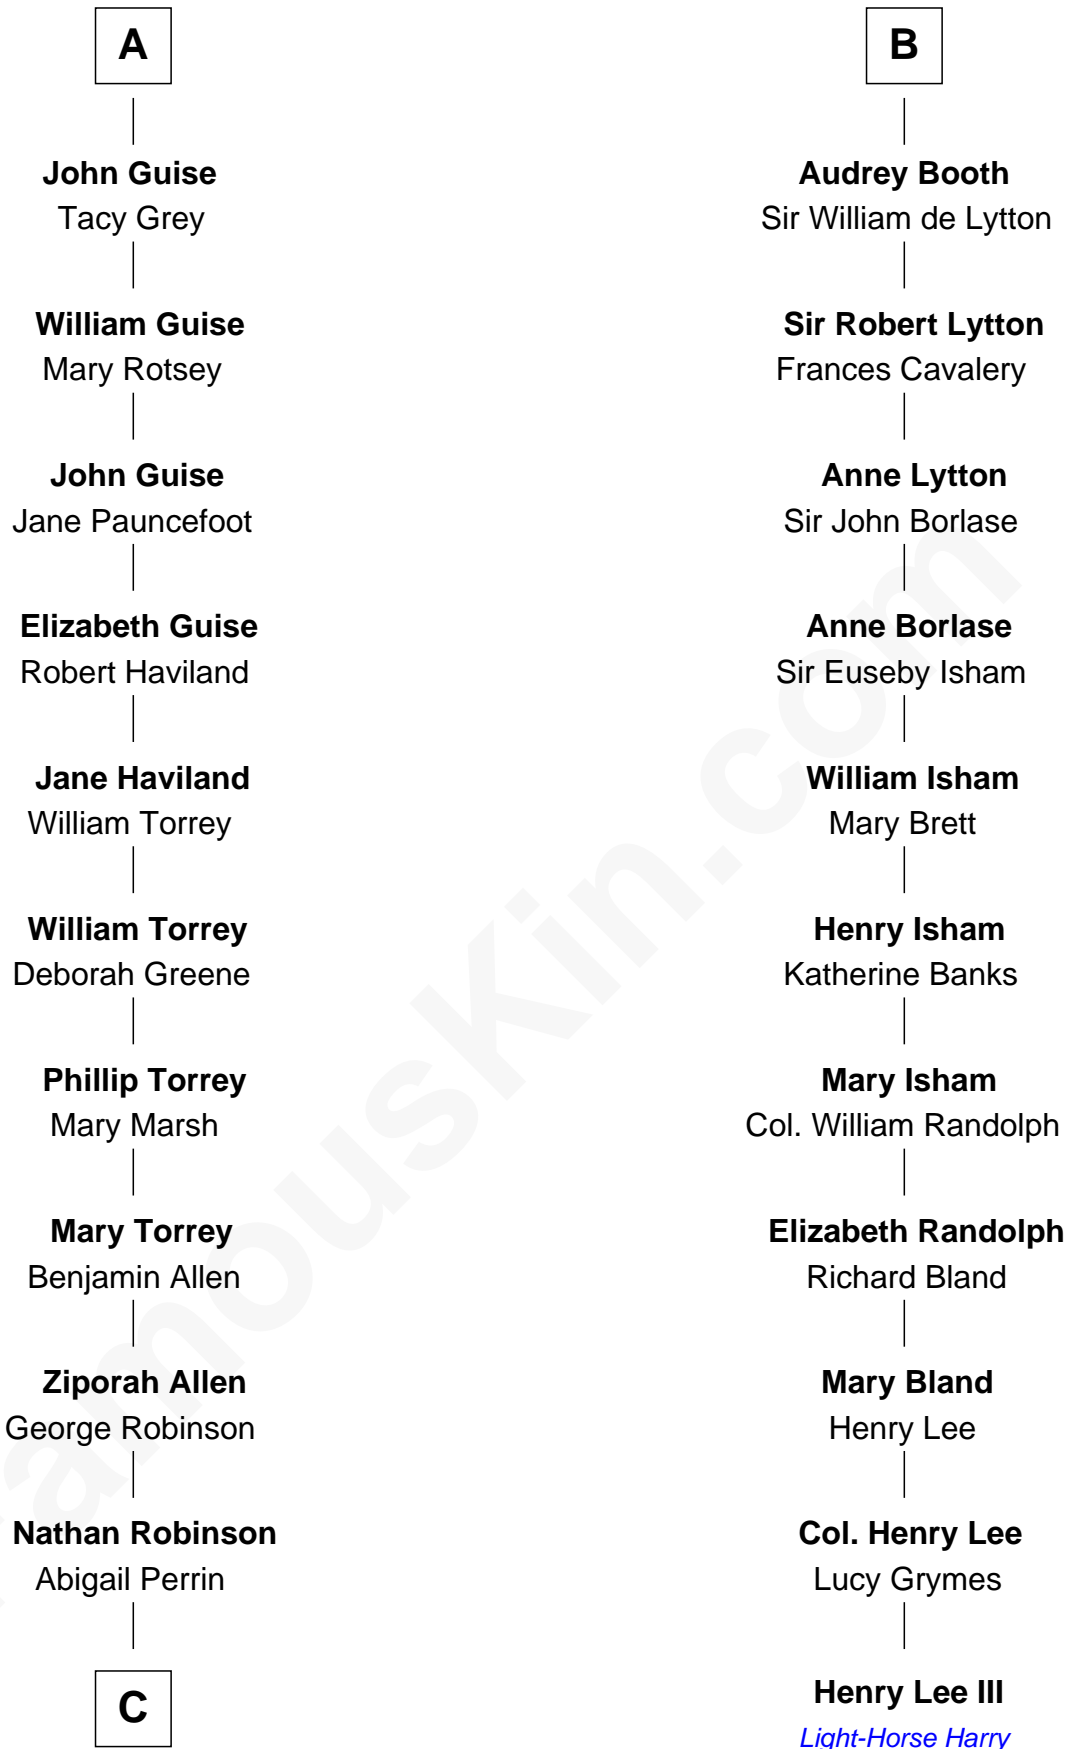 A
John Guise
Tacy Grey
William Guise
Mary Rotsey
John Guise
Jane Pauncefoot
Elizabeth Guise
Robert Haviland
Jane Haviland
William Torrey
William Torrey
Deborah Greene
Phillip Torrey
Mary Marsh
Mary Torrey
Benjamin Allen
Ziporah Allen
George Robinson
Nathan Robinson
Abigail Perrin
C
B
Audrey Booth
Sir William de Lytton
Sir Robert Lytton
Frances Cavalery
Anne Lytton
Sir John Borlase
Anne Borlase
Sir Euseby Isham
William Isham
Mary Brett
Henry Isham
Katherine Banks
Mary Isham
Col. William Randolph
Elizabeth Randolph
Richard Bland
Mary Bland
Henry Lee
Col. Henry Lee
Lucy Grymes
Henry Lee III
Light-Horse Harry
FamousKin.com